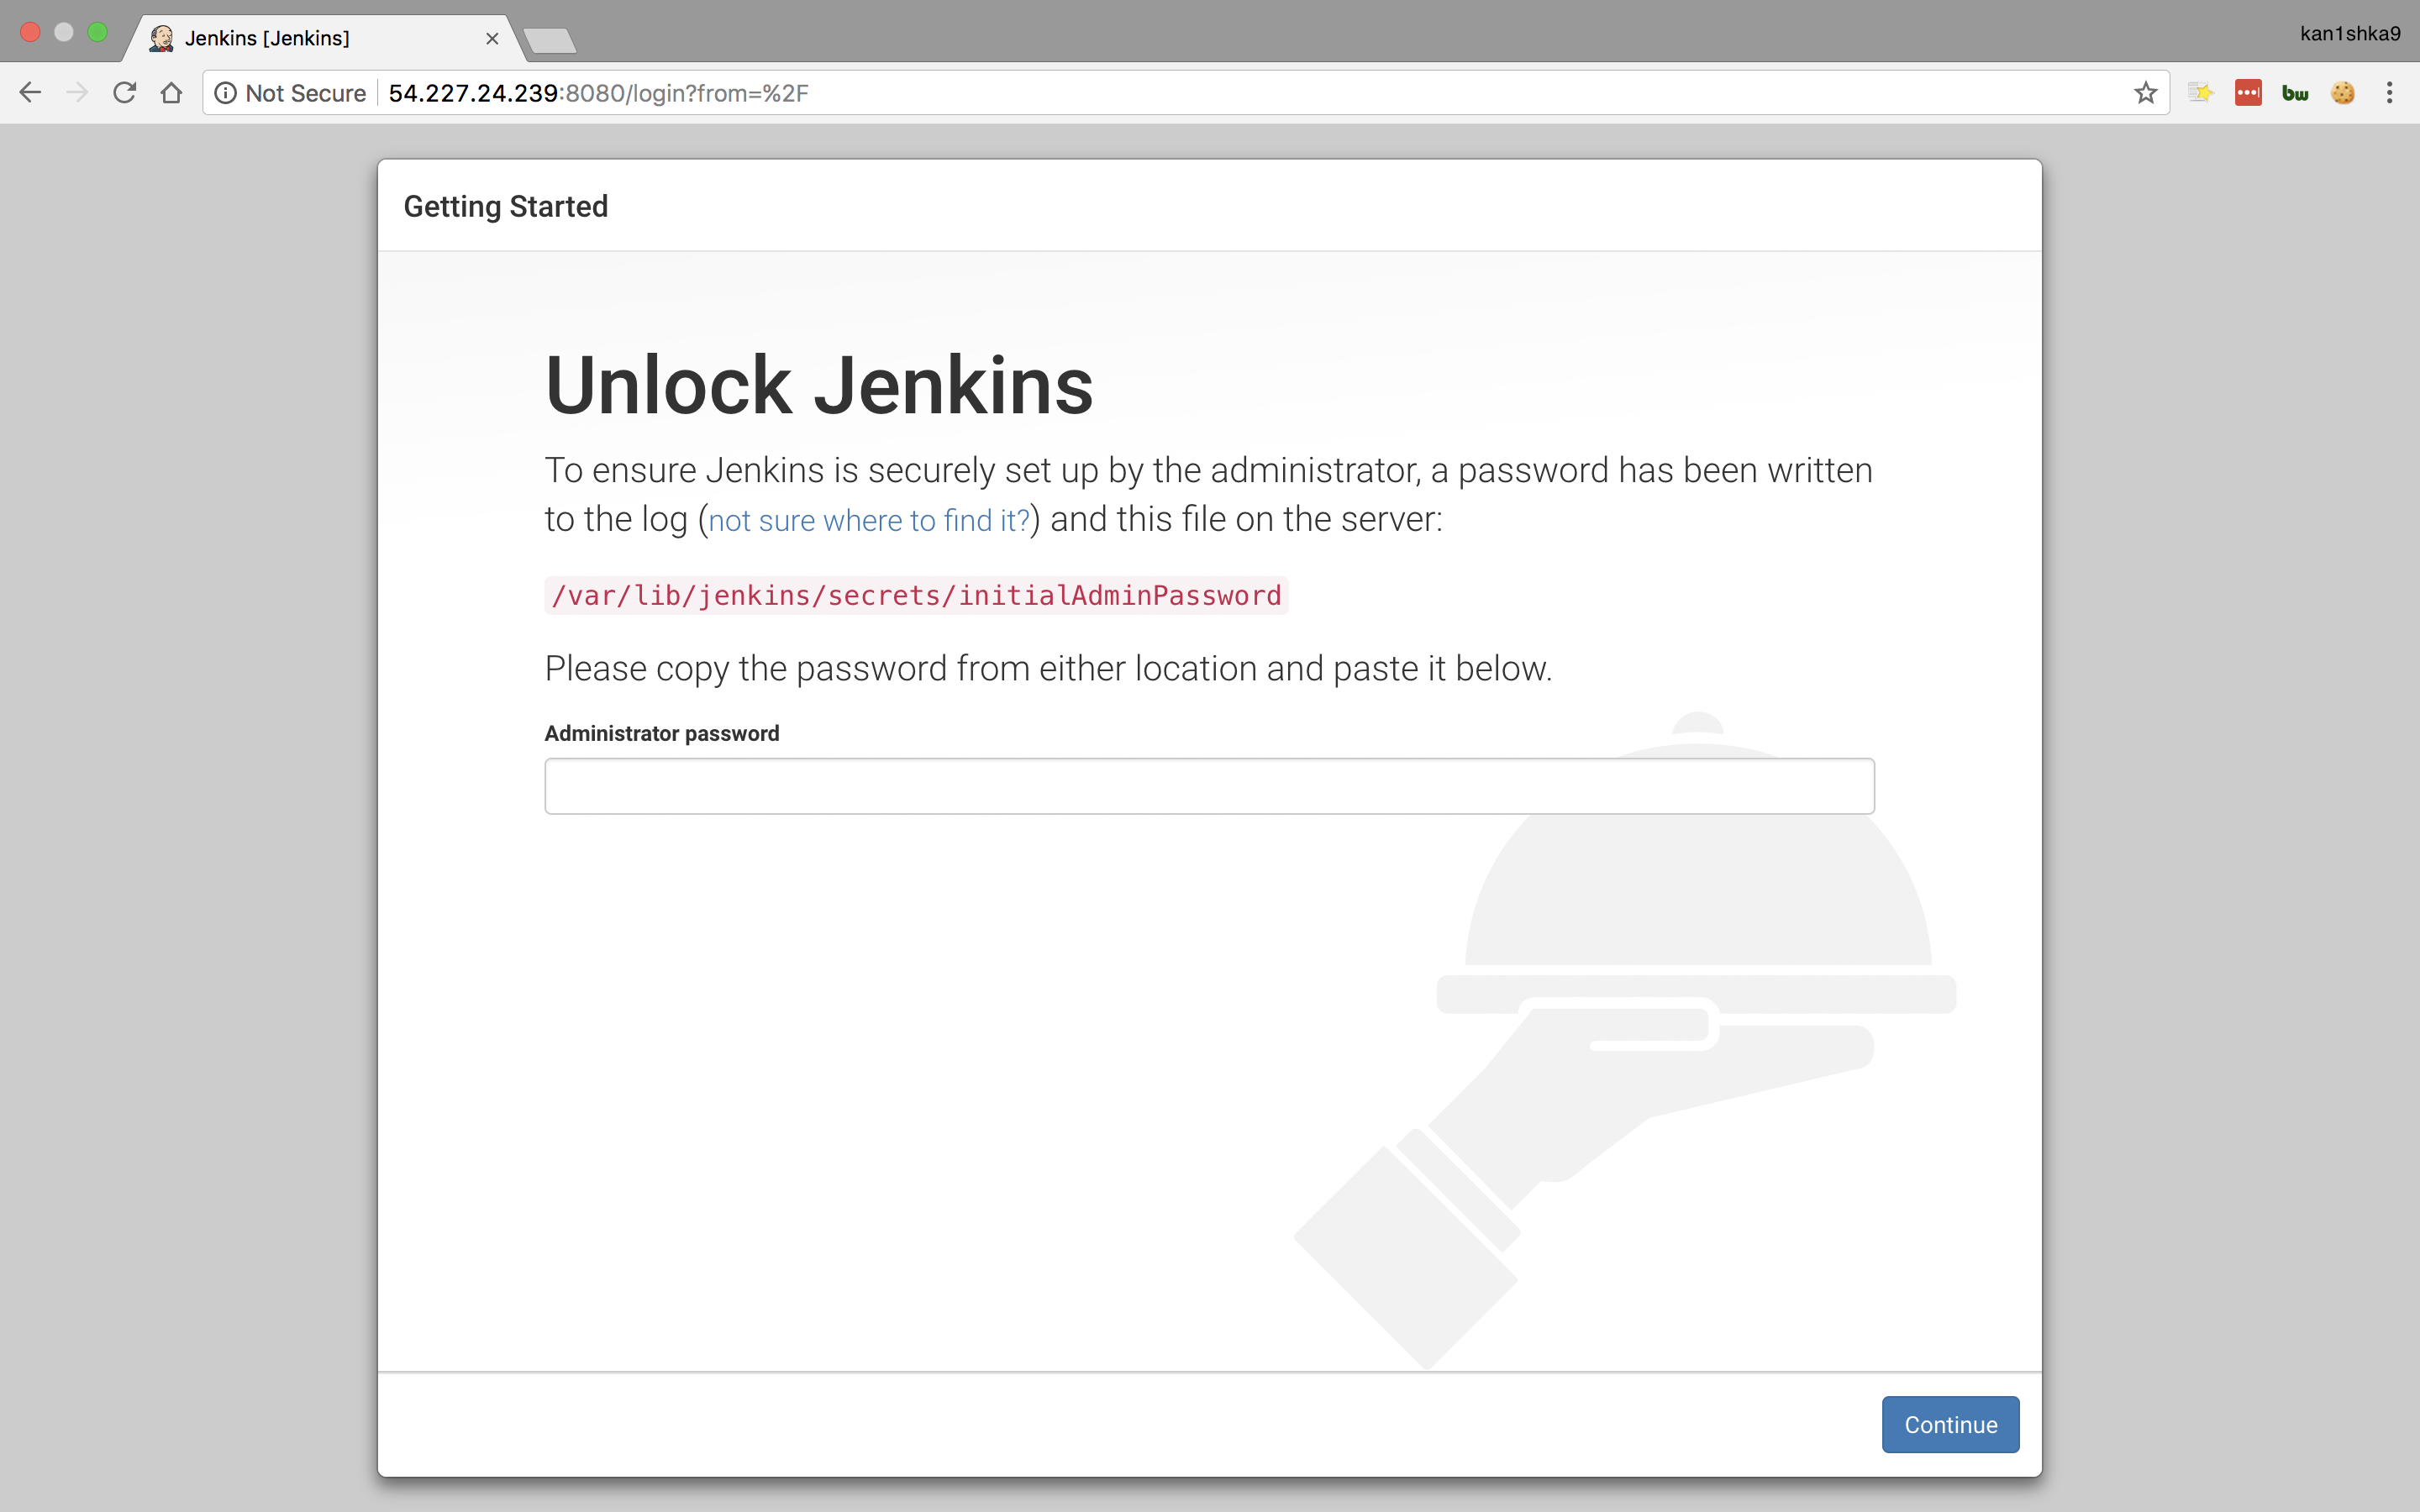 Jenkins [Jenkins]
kan1shka9
Not Secure 54.227.24.239:8080/login?from=%2F
bw
Getting Started
Unlock Jenkins
To ensure Jenkins is securely set up by the administrator, a password has been written
to the log (not sure where to find it?) and this file on the server:
/var/lib/jenkins/secrets/initialAdminPassword
Please copy the password from either location and paste it below.
Administrator password
Continue